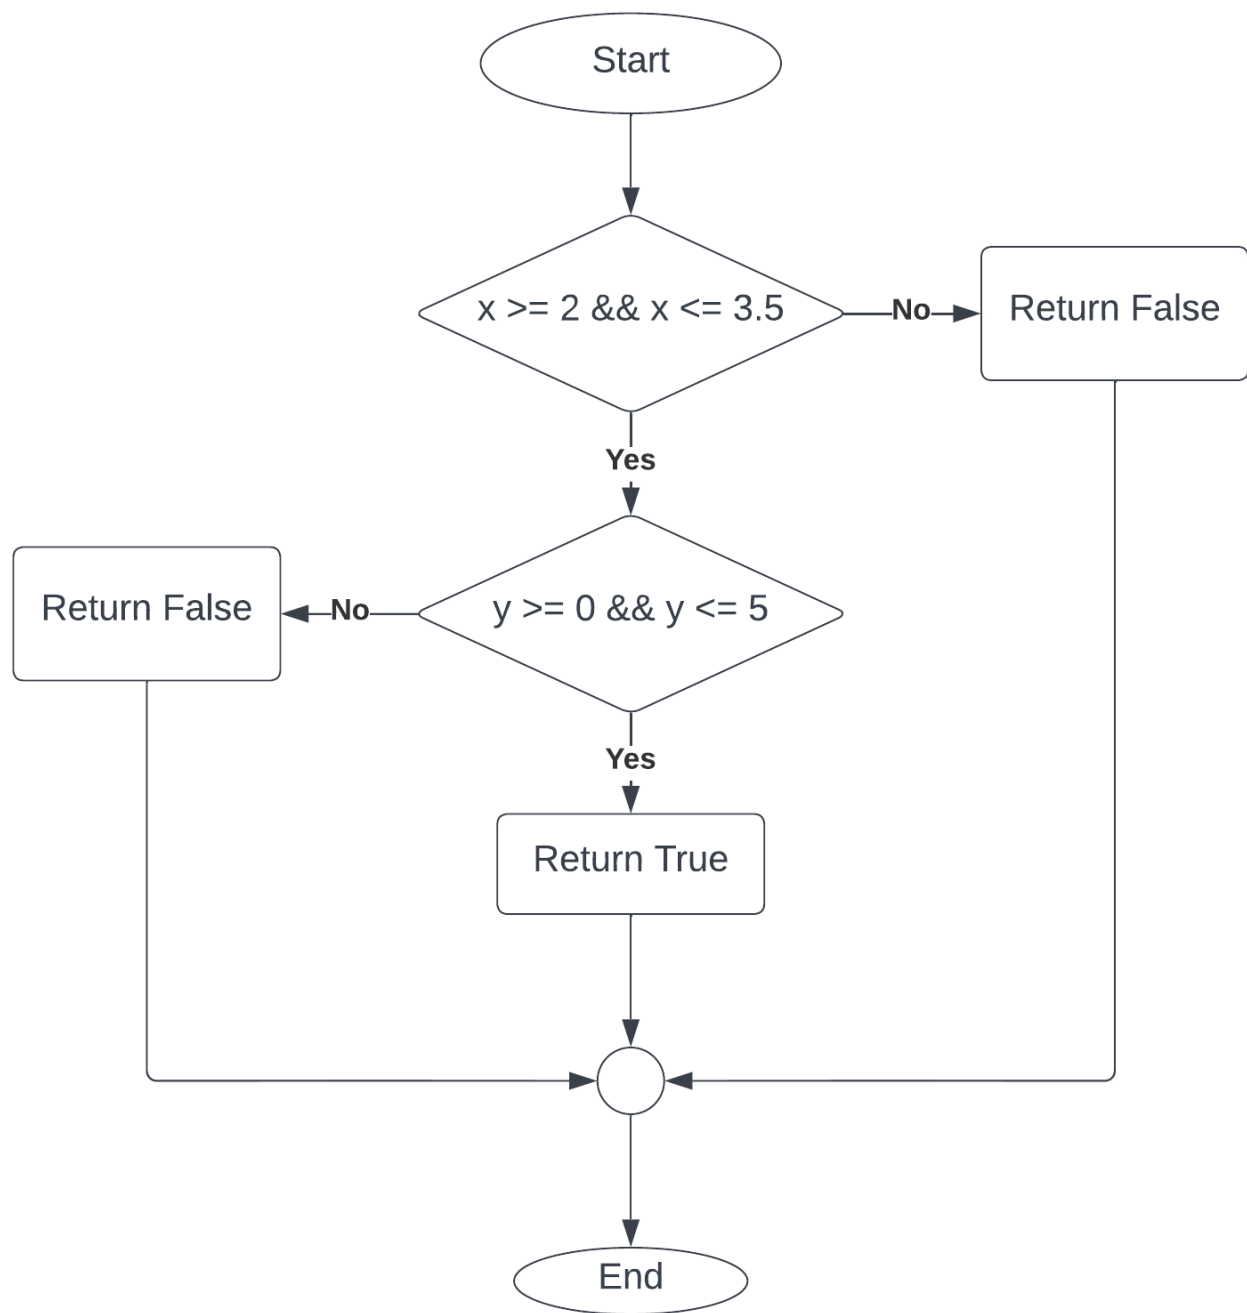 Start
x >= 2 && x <= 3.5
No
Return False
Yes
Return False
No
y >= 0 && y <= 5
Yes
Return True
End